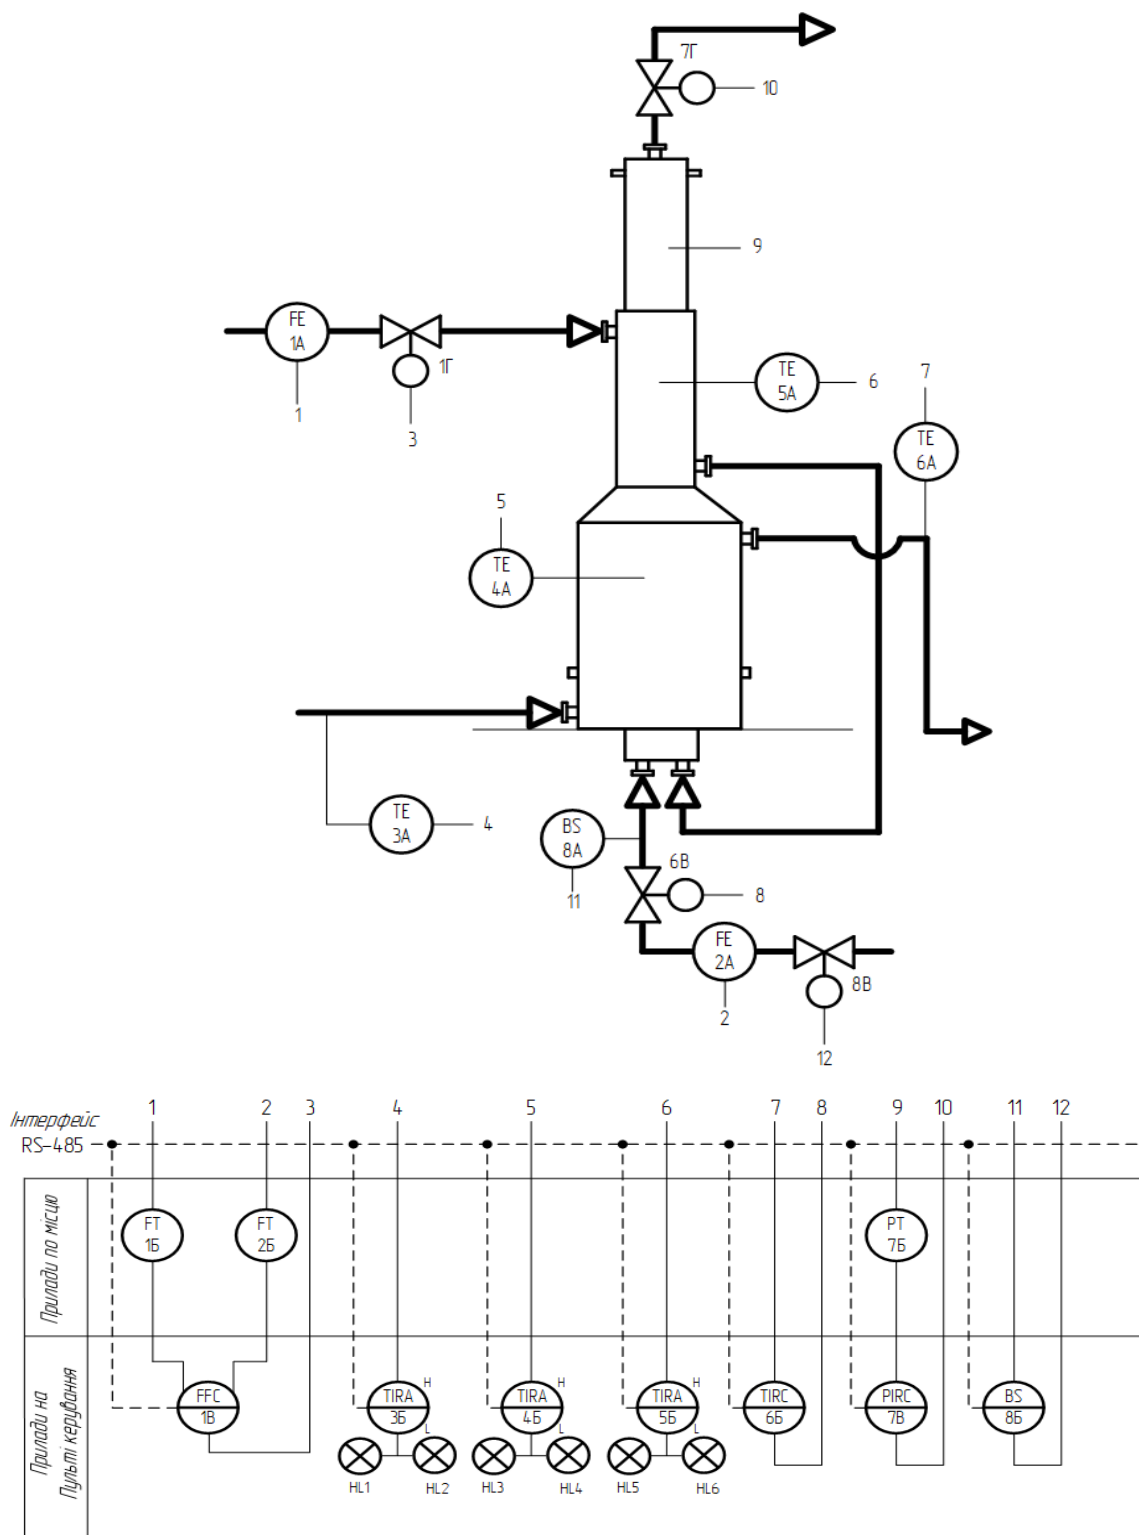 7Г
10
9
FE
1А
1Г
1
3
TE
5А
6
7
TE
6А
5
TE
4А
TE
3А
4
BS
8А
11
6В
8
FE
2А
2
8В
12
Інтерфейс
RS-485
1 2 3 4 5 6 7 8 9 10 11 12
Прилади по місцю
FT
1Б
FT
2Б
PT
7Б
Прилади на
Пульті керування
FFC
1В
TIRA
3Б
H
L
HL1
HL2
TIRA
4Б
H
L
HL3
HL4
TIRA
5Б
H
L
HL5
HL6
TIRC
6Б
PIRC
7В
BS
8Б